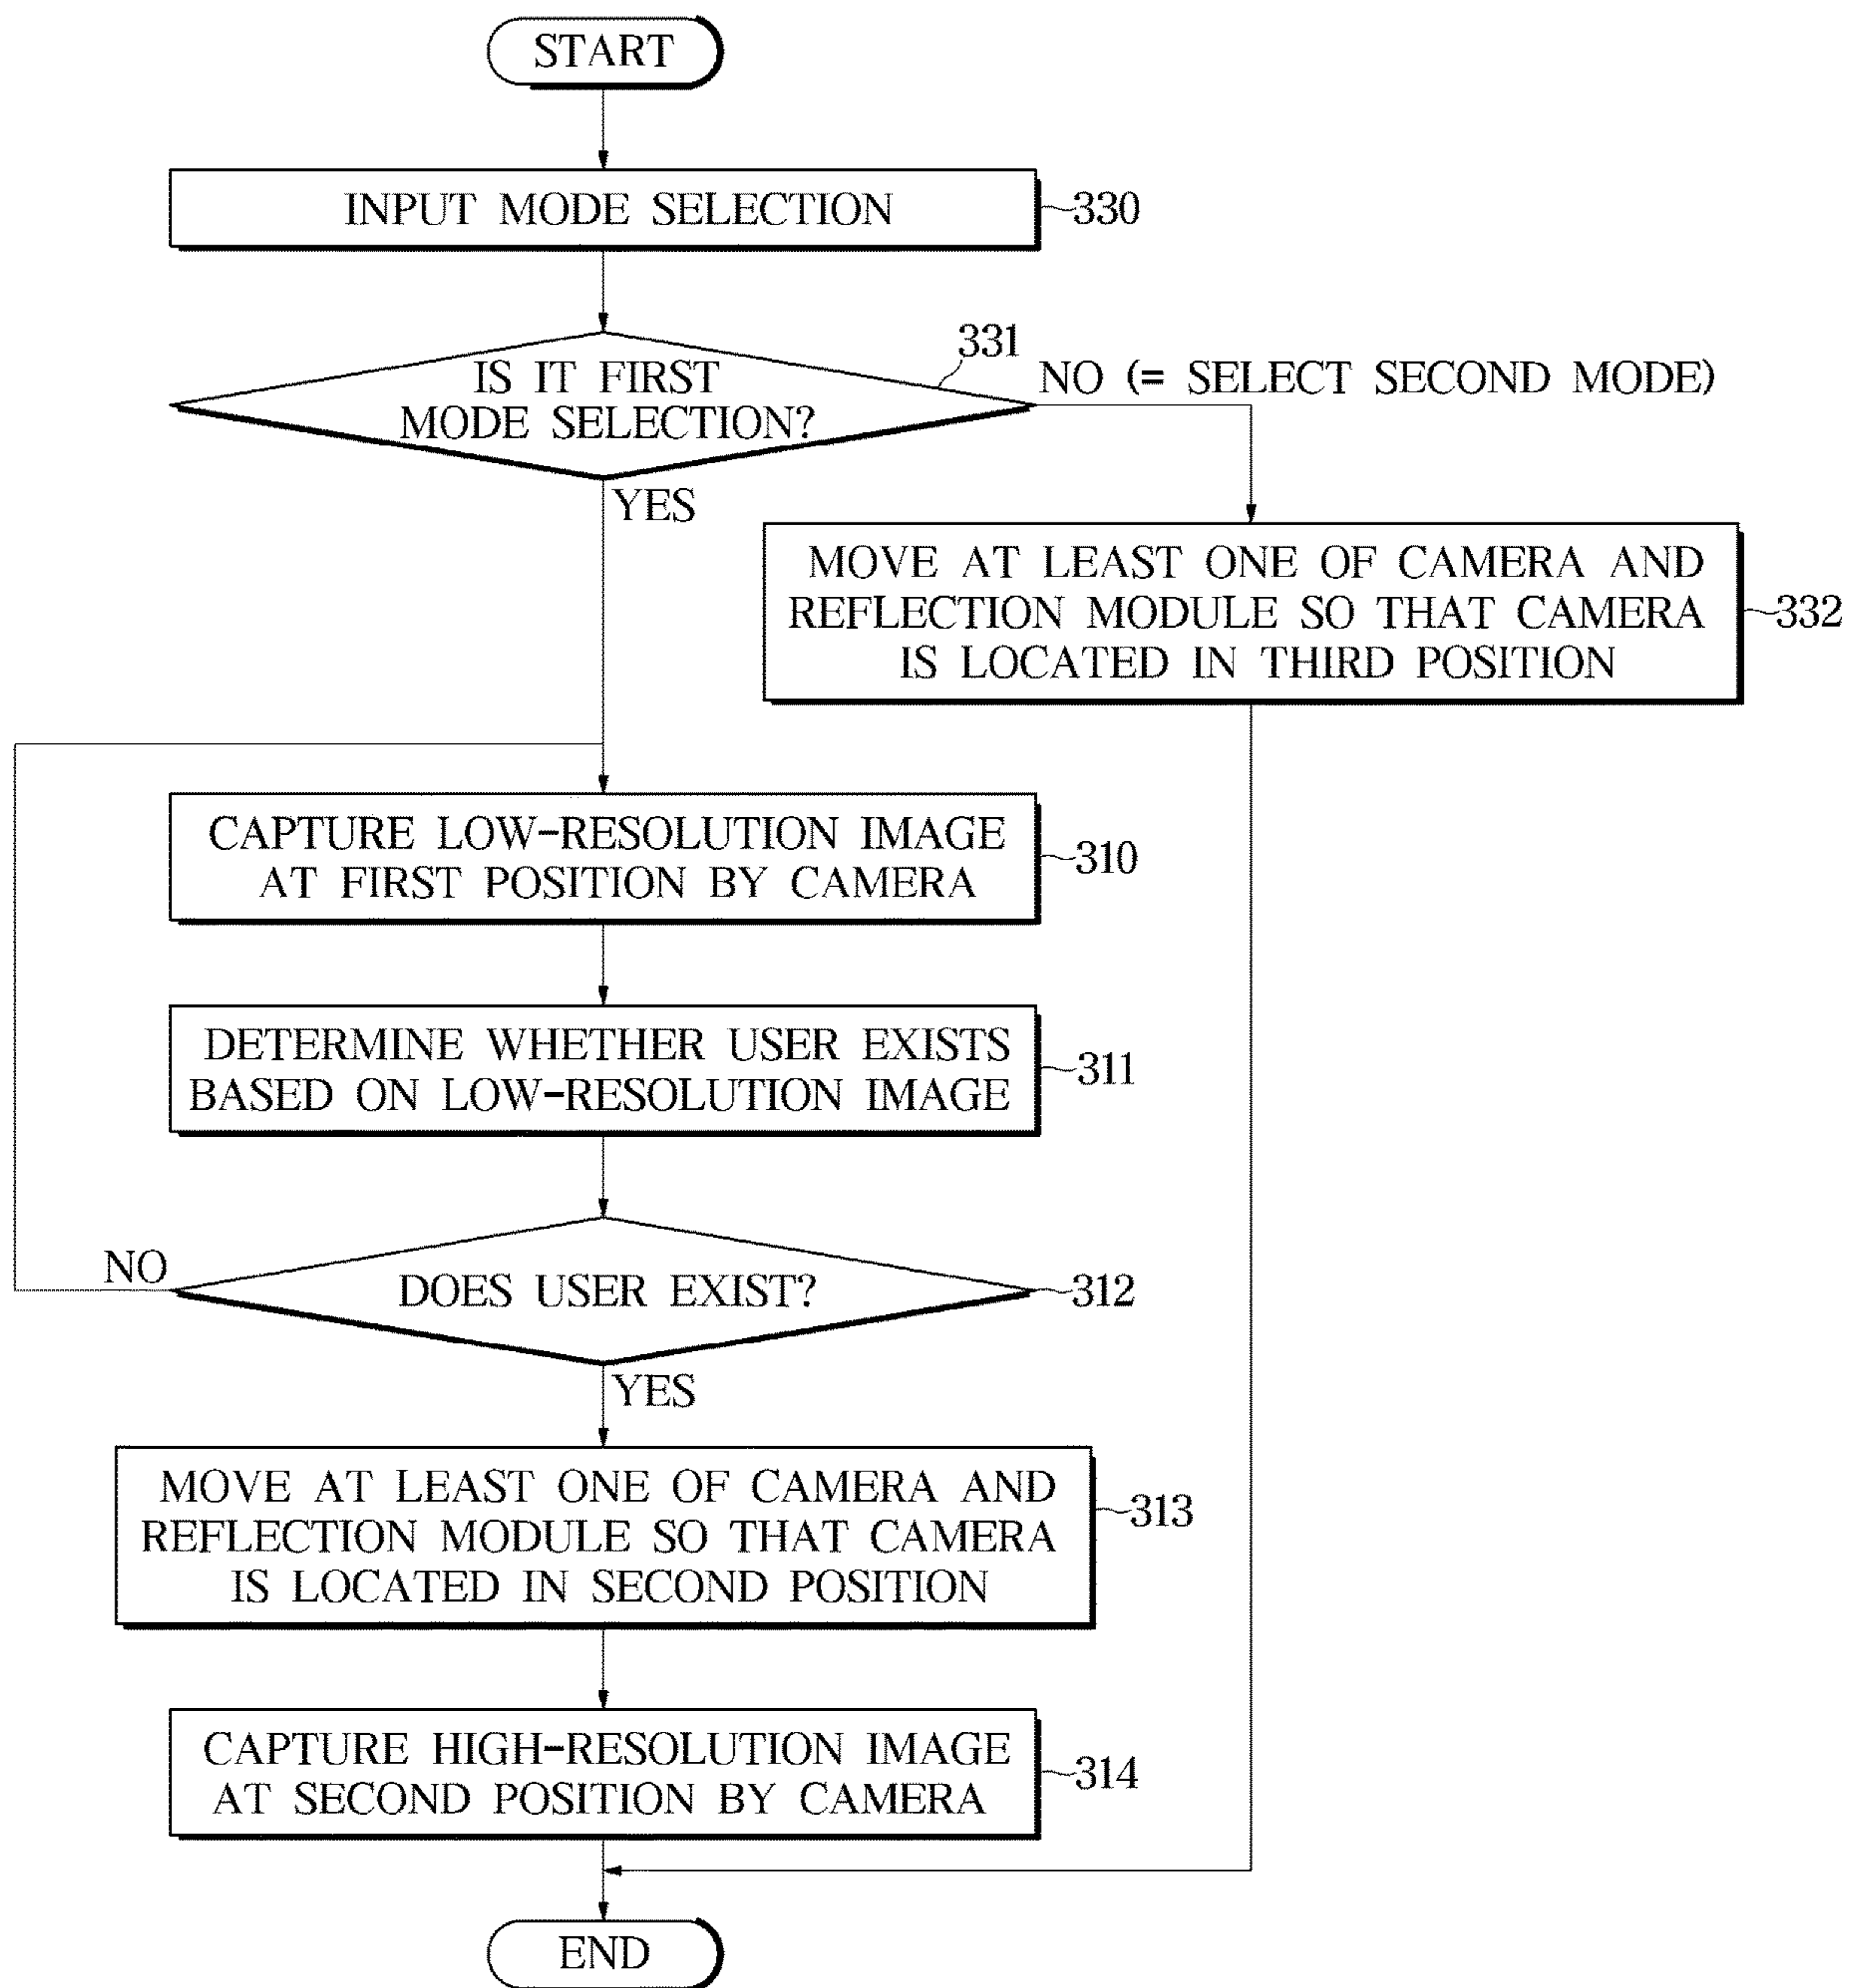 START
INPUT MODE SELECTION
330
331
IS IT FIRST
MODE SELECTION?
NO (= SELECT SECOND MODE)
YES
MOVE AT LEAST ONE OF CAMERA AND
REFLECTION MODULE SO THAT CAMERA
IS LOCATED IN THIRD POSITION
332
CAPTURE LOW-RESOLUTION IMAGE
AT FIRST POSITION BY CAMERA
310
DETERMINE WHETHER USER EXISTS
BASED ON LOW-RESOLUTION IMAGE
311
NO
DOES USER EXIST?
312
YES
MOVE AT LEAST ONE OF CAMERA AND
REFLECTION MODULE SO THAT CAMERA
IS LOCATED IN SECOND POSITION
313
CAPTURE HIGH-RESOLUTION IMAGE
AT SECOND POSITION BY CAMERA
314
END